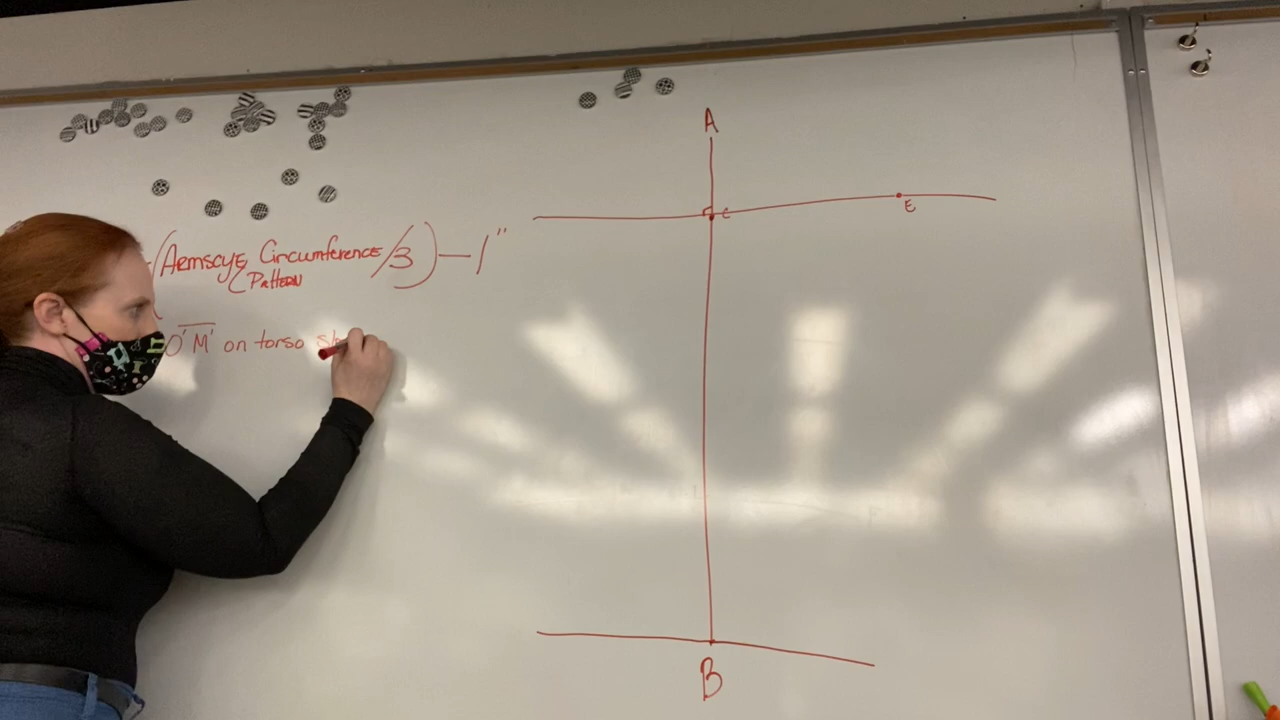 A
C
E
(Armscye Circumference/3) - 1"
Pattern
O'M' on torso
B